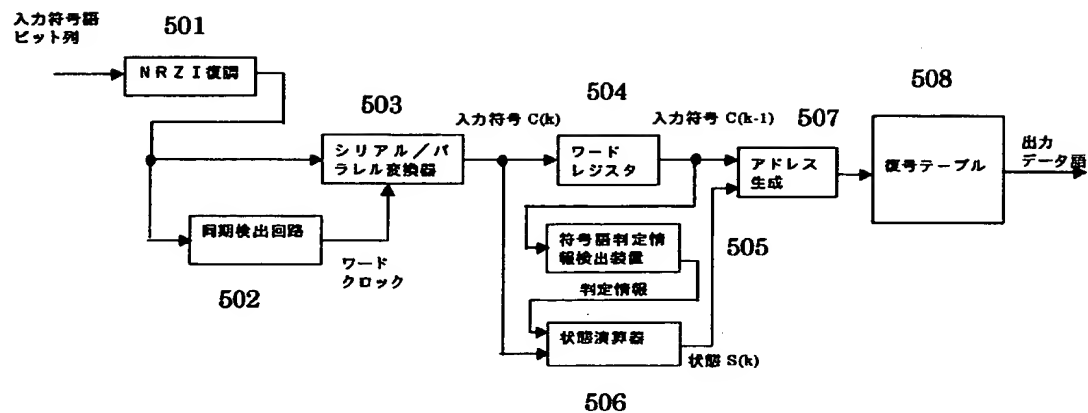 入力符号語
ビット列
501
NRZI復調
503
504
508
入力符号 C(k)
入力符号 C(k-1)
507
シリアル／パ
ラレル変換器
ワード
レジスタ
アドレス
生成
復号テーブル
出力
データ語
同期検出回路
符号語判定情
報検出装置
505
ワード
クロック
判定情報
502
状態演算器
状態 S(k)
506